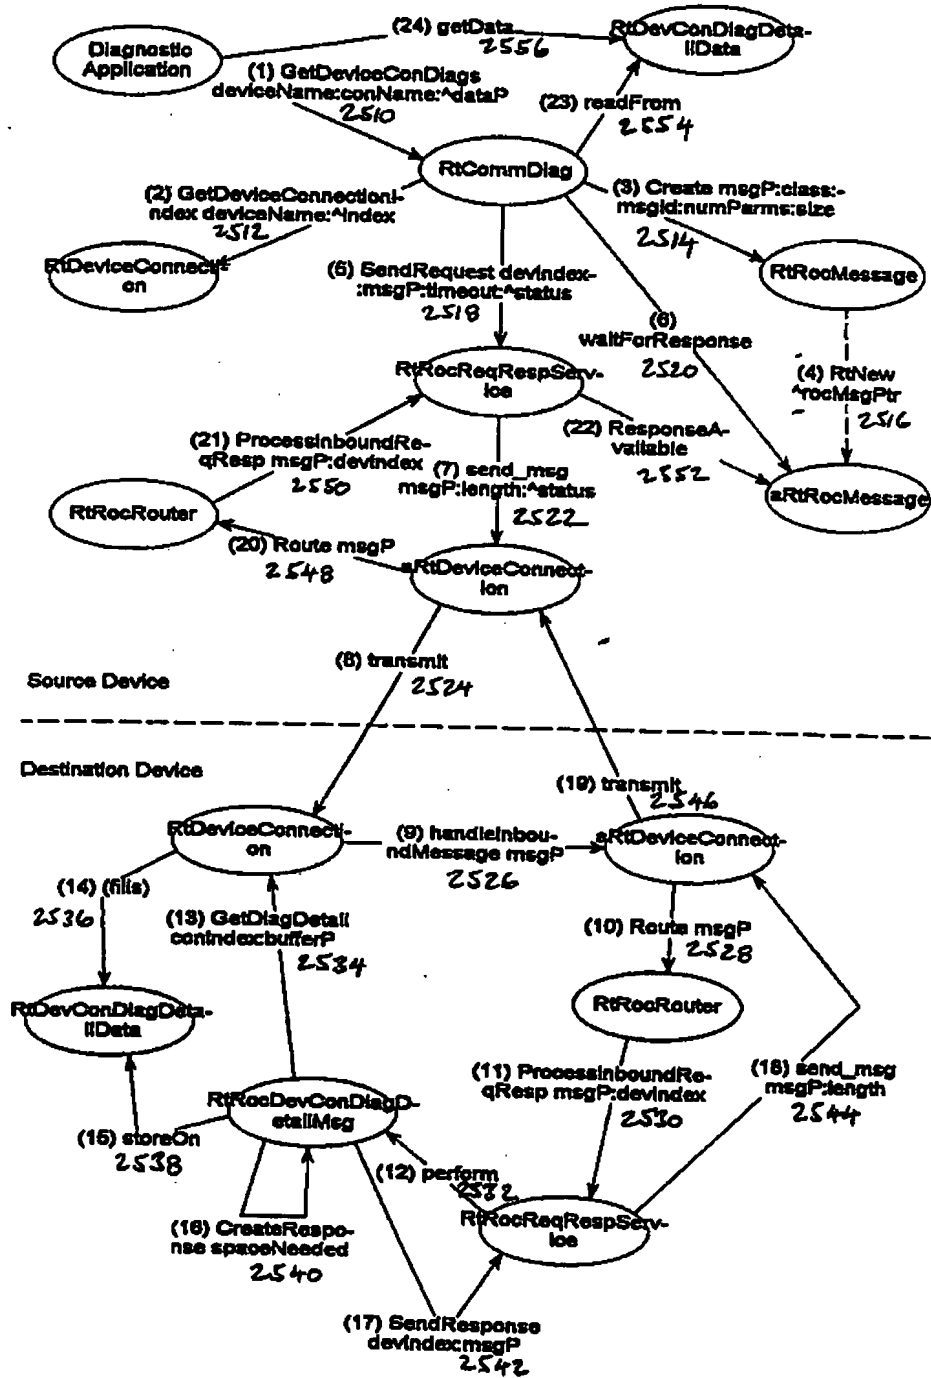 (24) getData
2556
RtDevConDiagDeta-
ilData
Diagnostic
Application
(1) GetDeviceConDiags
deviceName:conName:^dataP
2510
(23) readFrom
2554
RtCommDiag
(2) GetDeviceConnectionI-
ndex deviceName:^index
2512
(3) Create msgP:class:-
msgId:numParms:size
2514
RtDeviceConnecti-
on
RtRocMessage
(5) SendRequest devIndex-
:msgP:timeout:^status
2518
(6)
waitForResponse
2520
(4) RtNew
^rocMsgPtr
2516
RtRocReqRespServ-
ice
(21) ProcessInboundRe-
qResp msgP:devIndex
2550
(22) ResponseA-
vailable
2552
(7) send_msg
msgP:length:^status
2522
RtRocRouter
aRtRocMessage
(20) Route msgP
2548
aRtDeviceConnect-
ion
(8) transmit
2524
Source Device
Destination Device
(19) transmit
2546
RtDeviceConnecti-
on
(9) handleInbou-
ndMessage msgP
2526
aRtDeviceConnect-
ion
(14) (fills)
2536
(13) GetDiagDetail
conIndex:bufferP
2534
(10) Route msgP
2528
RtDevConDiagDeta-
ilData
RtRocRouter
(11) ProcessInboundRe-
qResp msgP:devIndex
2530
(18) send_msg
msgP:length
2544
RtRocDevConDiagD-
etailMsg
(15) storeOn
2538
(12) perform
2532
(16) CreateRespo-
nse spaceNeeded
2540
RtRocReqRespServ-
ice
(17) SendResponse
devIndex:msgP
2542